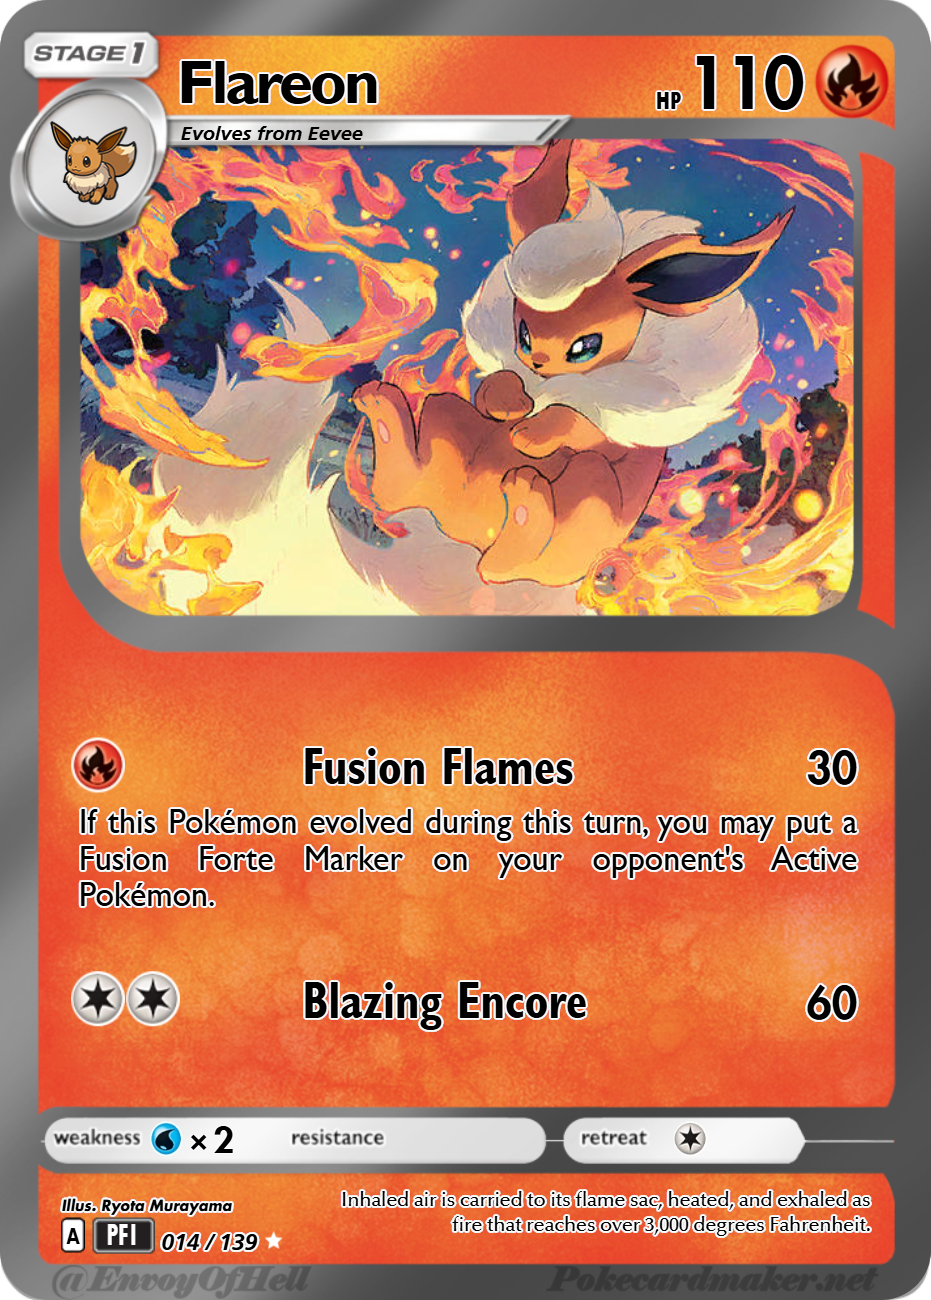 STAGE 1
Flareon
HP 110
Evolves from Eevee
Fusion Flames 30
If this Pokémon evolved during this turn, you may put a
Fusion Forte Marker on your opponent's Active
Pokémon.
Blazing Encore 60
weakness × 2 resistance retreat
Illus. Ryota Murayama
Inhaled air is carried to its flame sac, heated, and exhaled as
fire that reaches over 3,000 degrees Fahrenheit.
A PFI 014 / 139
@EnvoyOfHell Pokecardmaker.net